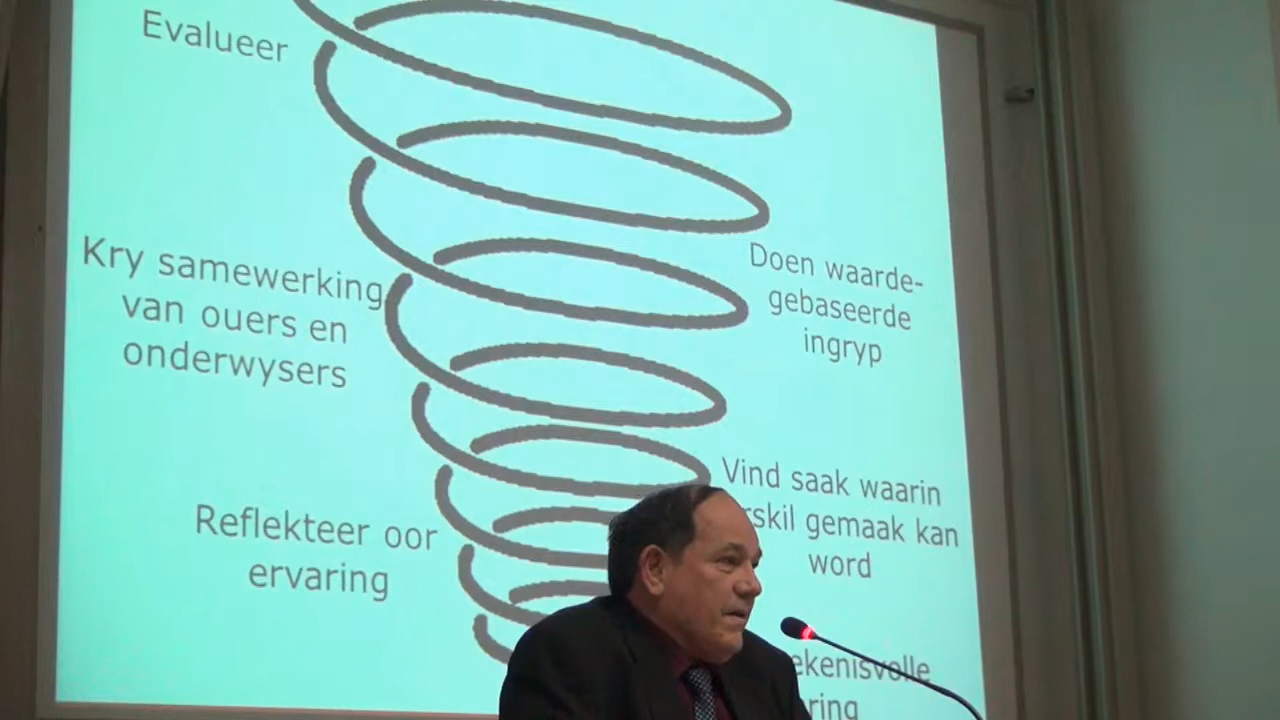 Evalueer
Kry samewerking
van ouers en
onderwysers
Reflekteer oor
ervaring
Doen waarde-
gebaseerde
ingryp
Vind saak waarin
gemaak kan
word